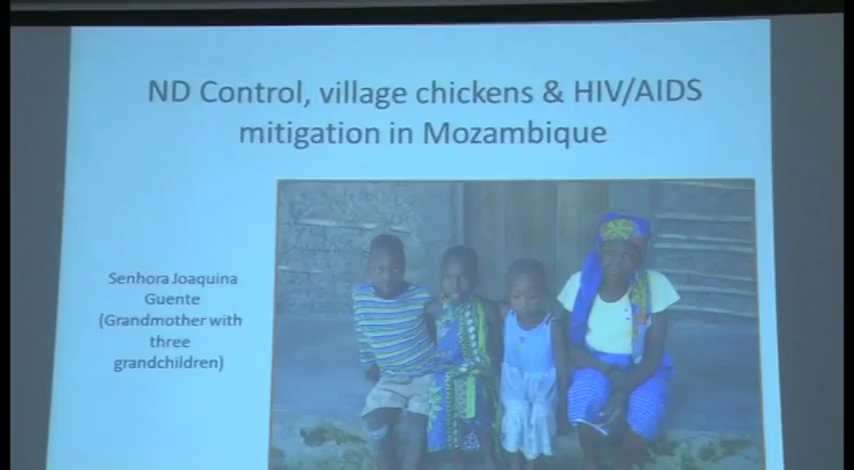 ND Control, village chickens & HIV/AIDS
mitigation in Mozambique
Senhora Joaquina
Guente
(Grandmother with
three
grandchildren)